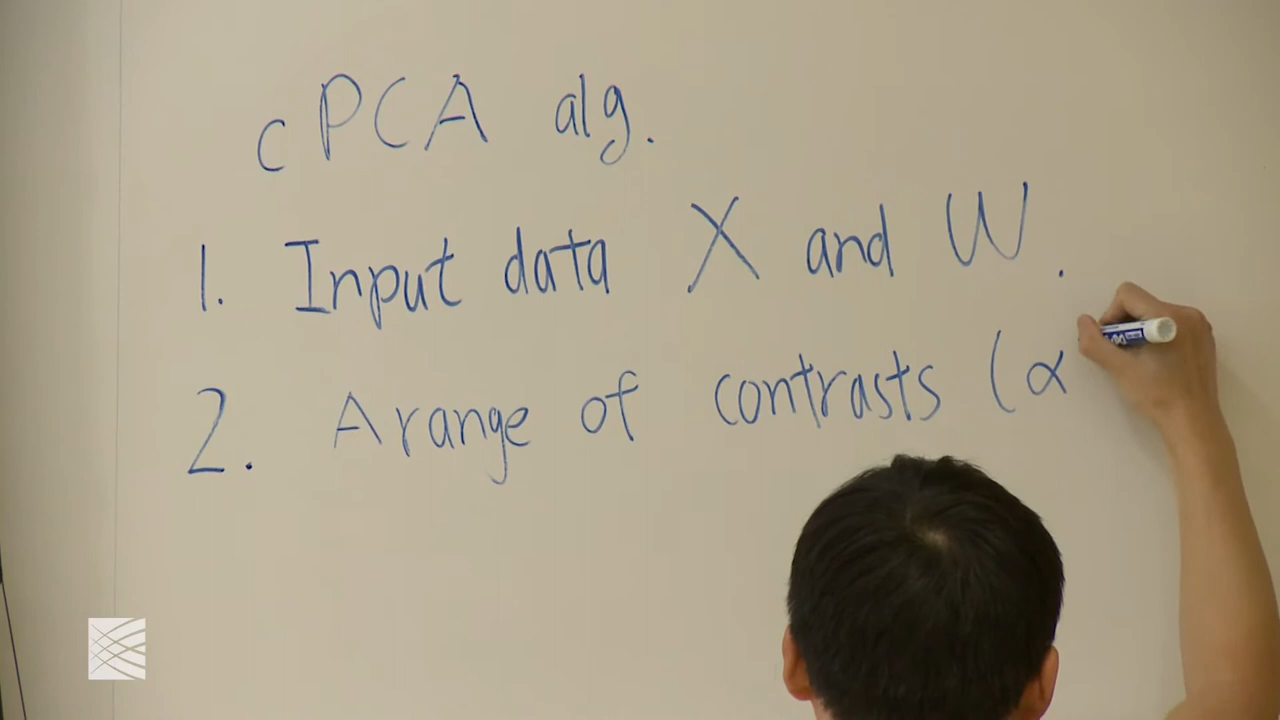 cPCA alg.
1. Input data X and W.
2. A range of contrasts (α